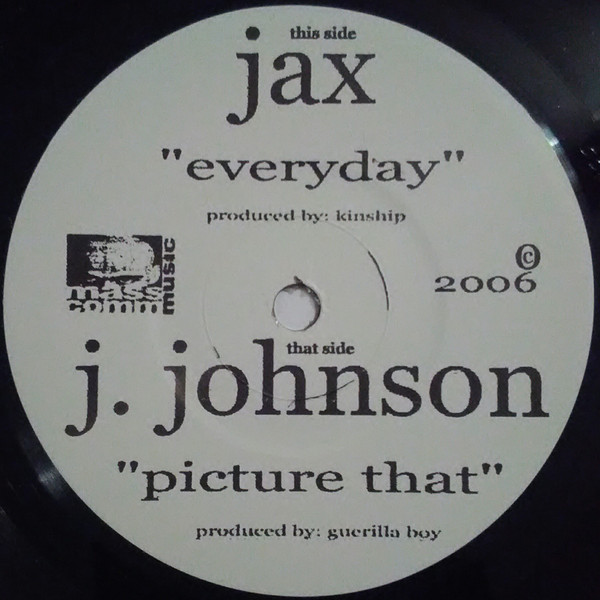 this side
jax
"everyday"
produced by: kinship
mass comm music
© 2006
that side
j. johnson
"picture that"
produced by: guerilla boy